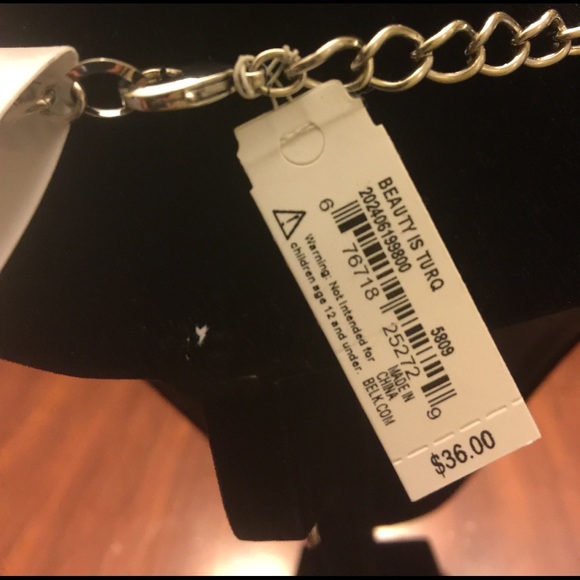 BEAUTY IS TURQ
202406199800 5809
6 76718 25272 9
MADE IN
CHINA
BELK.COM
Warning: Not intended for
children age 12 and under.
$36.00